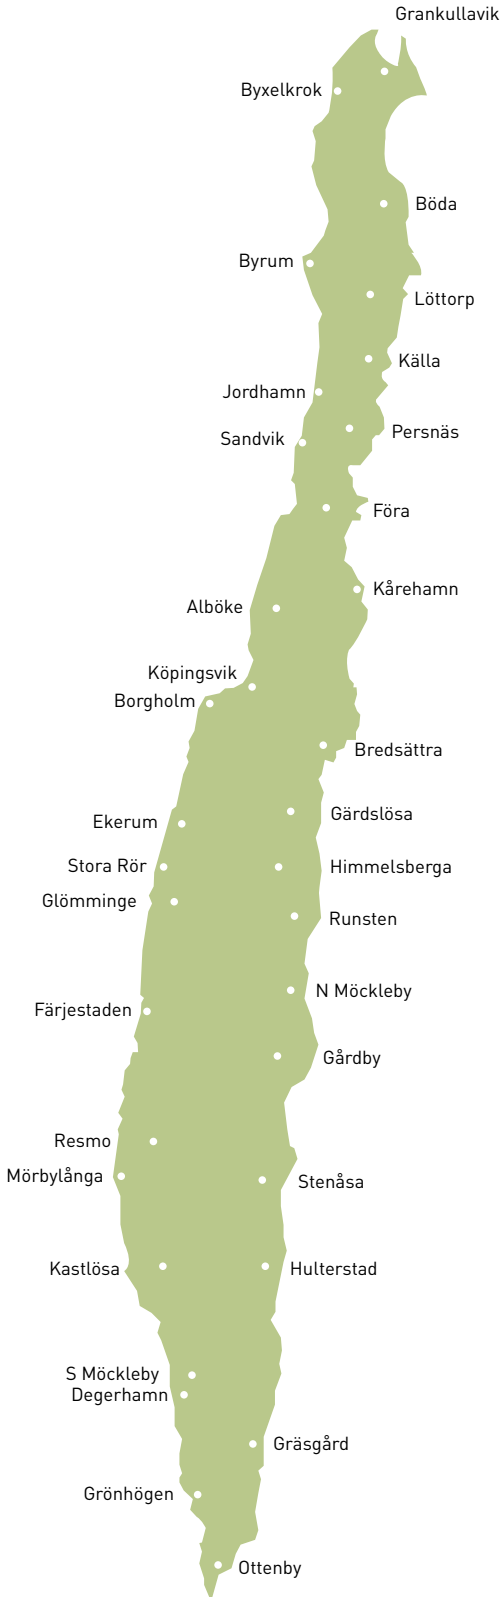 Grankullavik
Byxelkrok
Böda
Byrum
Löttorp
Källa
Jordhamn
Persnäs
Sandvik
Föra
Kårehamn
Alböke
Köpingsvik
Borgholm
Bredsättra
Gärdslösa
Ekerum
Stora Rör
Himmelsberga
Glömminge
Runsten
N Möckleby
Färjestaden
Gårdby
Resmo
Mörbylånga
Stenåsa
Kastlösa
Hulterstad
S Möckleby
Degerhamn
Gräsgård
Grönhögen
Ottenby